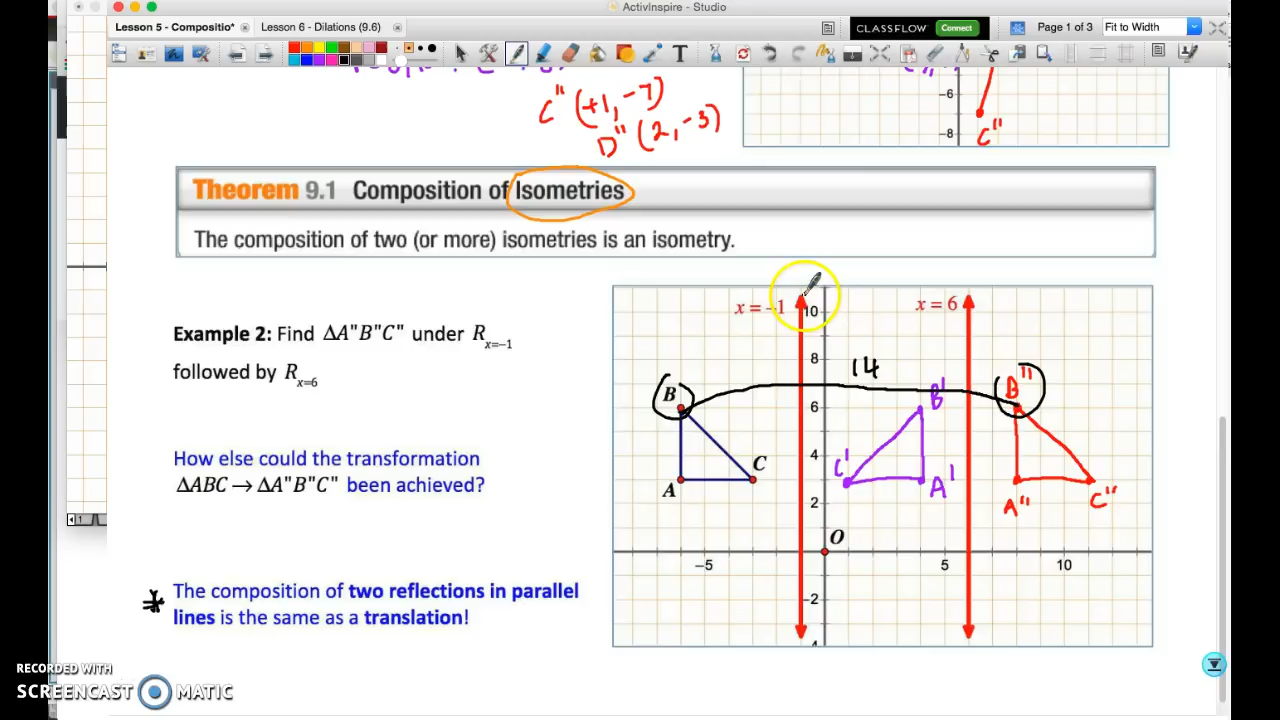 ActivInspire - Studio
Lesson 5 - Compositio*
Lesson 6 - Dilations (9.6)
CLASSFLOW Connect
Page 1 of 3
Fit to Width
C" (+1, -7)
D" (2, -3)
-6
-8
C"
Theorem 9.1 Composition of Isometries
The composition of two (or more) isometries is an isometry.
Example 2: Find ΔA"B"C" under R x=-1
followed by R x=6
How else could the transformation
ΔABC → ΔA"B"C" been achieved?
The composition of two reflections in parallel
lines is the same as a translation!
x = -1
10
x = 6
8
14
B
6
B'
B"
4
C
C'
A
2
A'
A"
C"
O
-5
5
10
-2
4
1
RECORDED WITH
SCREENCAST MATIC